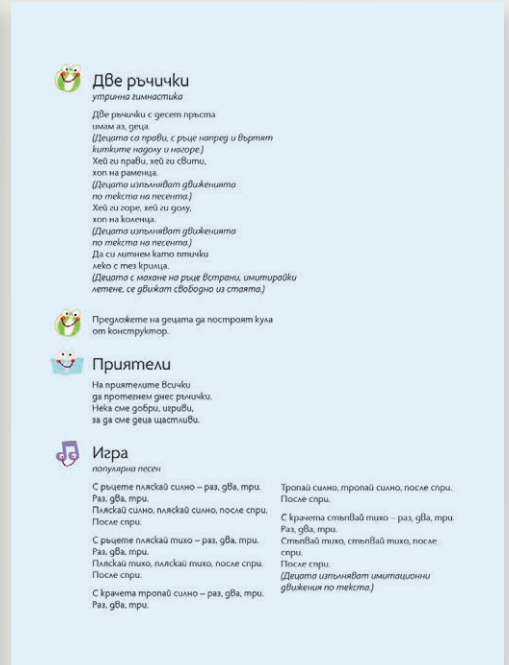 Две ръчички
утринна гимнастика
Две ръчички с десет пръста
имам аз, деца.
(Децата са прави, с ръце напред и въртят
китките надолу и нагоре.)
Хей ги прави, хей ги свити,
хоп на раменца.
(Децата изпълняват движенията
по текста на песента.)
Хей ги горе, хей ги долу,
хоп на коленца.
(Децата изпълняват движенията
по текста на песента.)
Да си литнем като птички
леко с тез крилца.
(Децата с махане на ръце встрани, имитирайки
летене, се движат свободно из стаята.)
Предложете на децата да построят кула
от конструктор.
Приятели
На приятелите всички
да протегнем днес ръчички.
Нека сме добри, игриви,
за да сме деца щастливи.
Игра
популярна песен
С ръцете пляскай силно – раз, два, три.
Раз, два, три.
Пляскай силно, пляскай силно, после спри.
После спри.
С ръцете пляскай тихо – раз, два, три.
Раз, два, три.
Пляскай тихо, пляскай тихо, после спри.
После спри.
С крачета тропай силно – раз, два, три.
Раз, два, три.
Тропай силно, тропай силно, после спри.
После спри.
С крачета стъпвай тихо – раз, два, три.
Раз, два, три.
Стъпвай тихо, стъпвай тихо, после
спри.
После спри.
(Децата изпълняват имитационни
движения по текста.)